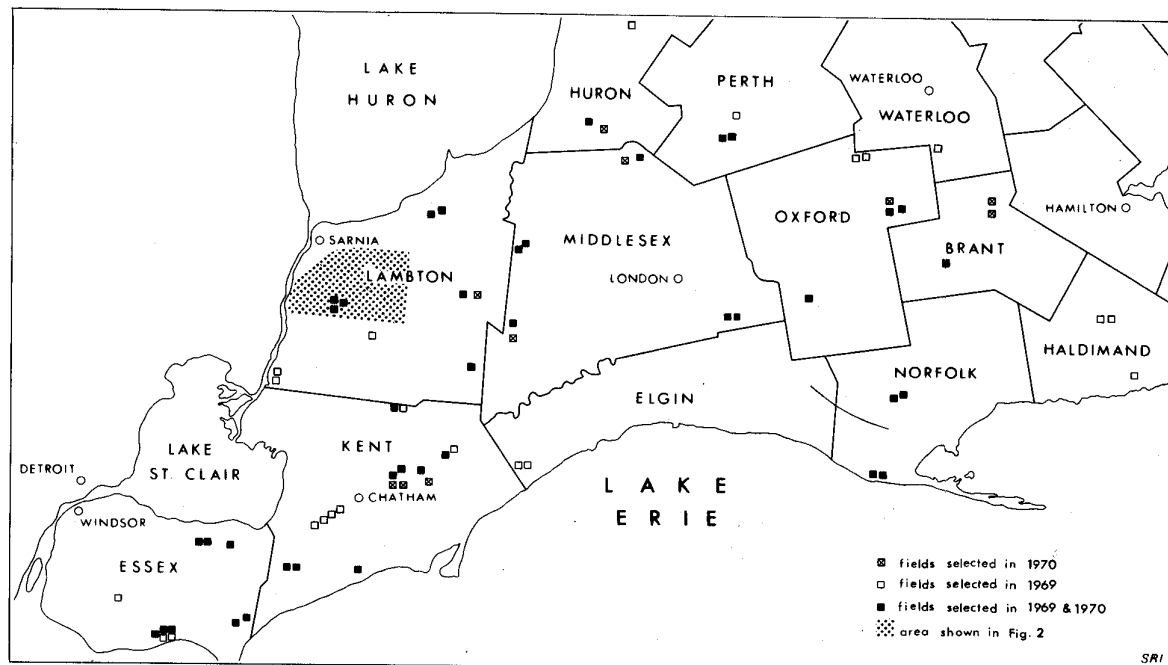 LAKE
HURON
HURON
PERTH
WATERLOO
WATERLOO
SARNIA
LAMBTON
MIDDLESEX
LONDON
OXFORD
BRANT
HAMILTON
HALDIMAND
NORFOLK
ELGIN
KENT
CHATHAM
LAKE
ST. CLAIR
DETROIT
WINDSOR
ESSEX
LAKE
ERIE
fields selected in 1970
fields selected in 1969
fields selected in 1969 & 1970
area shown in Fig. 2
SRI